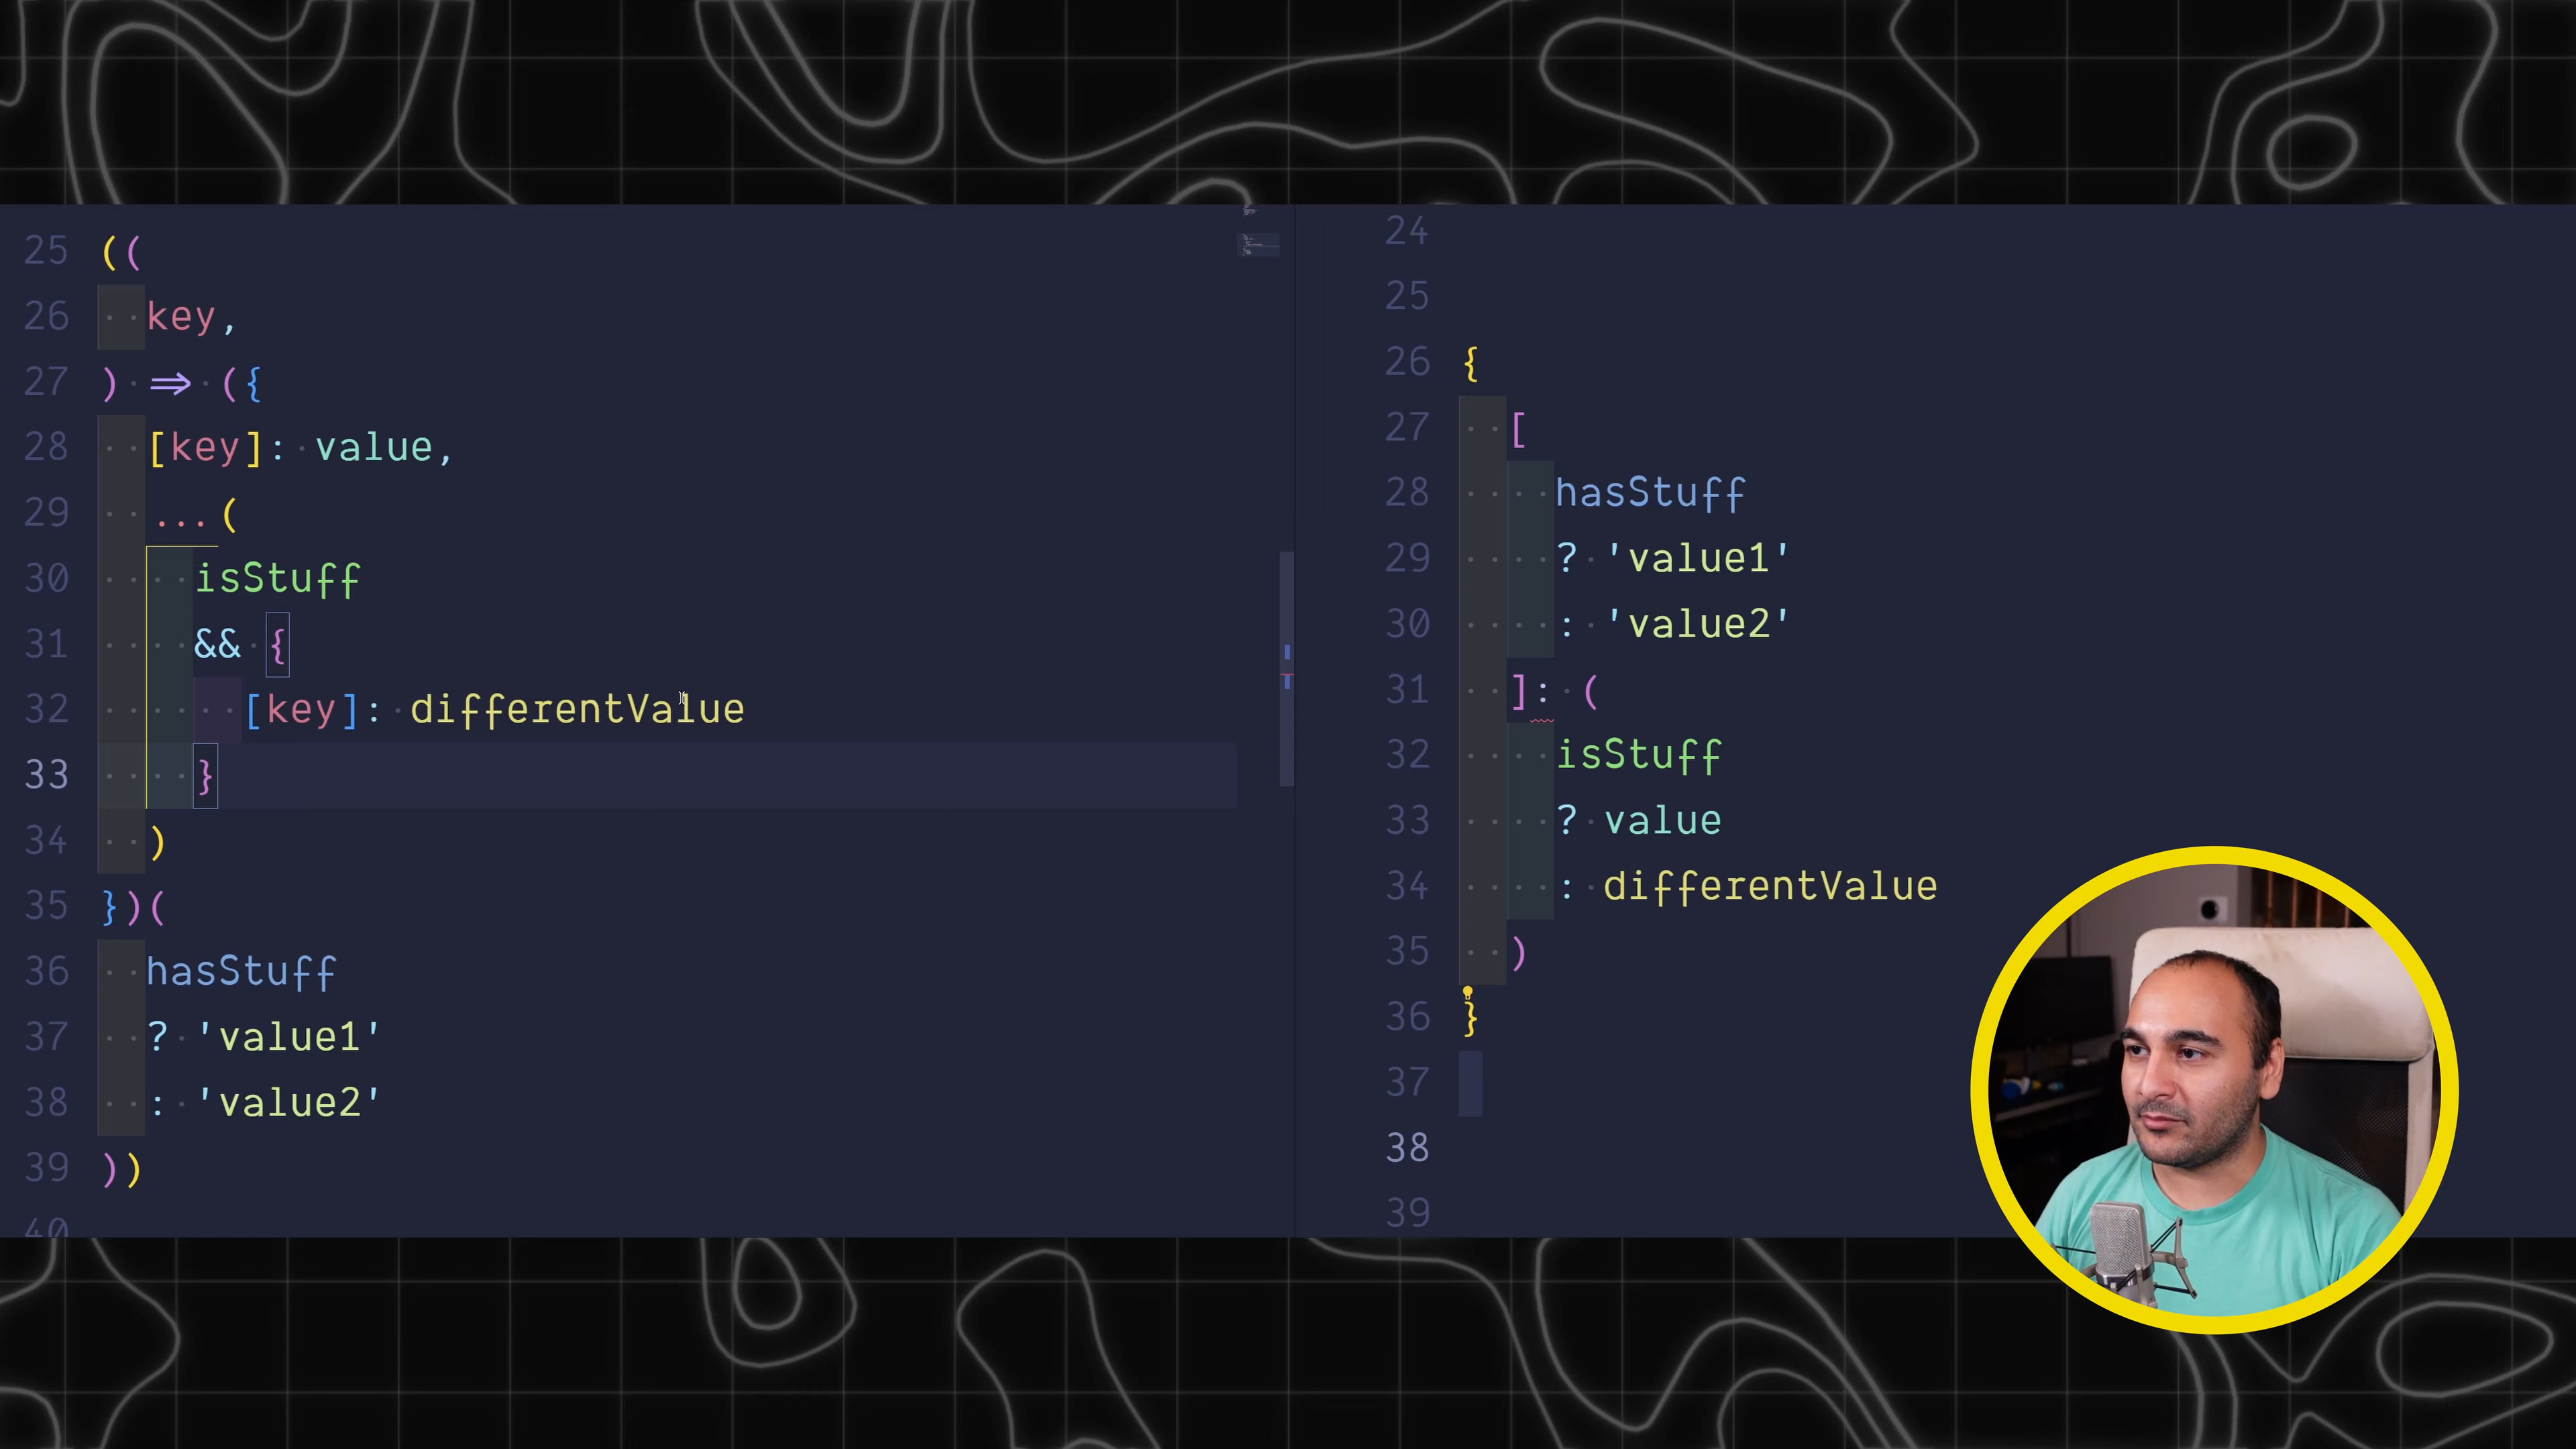 25 ((
26 key,
27 ) => ({
28 [key]: value,
29 ...(
30 isStuff
31 && {
32 [key]: differentValue
33 }
34 )
35 })(
36 hasStuff
37 ? 'value1'
38 : 'value2'
39 ))
40
24
25
26 {
27 [
28 hasStuff
29 ? 'value1'
30 : 'value2'
31 ]: (
32 isStuff
33 ? value
34 : differentValue
35 )
36 }
37
38
39